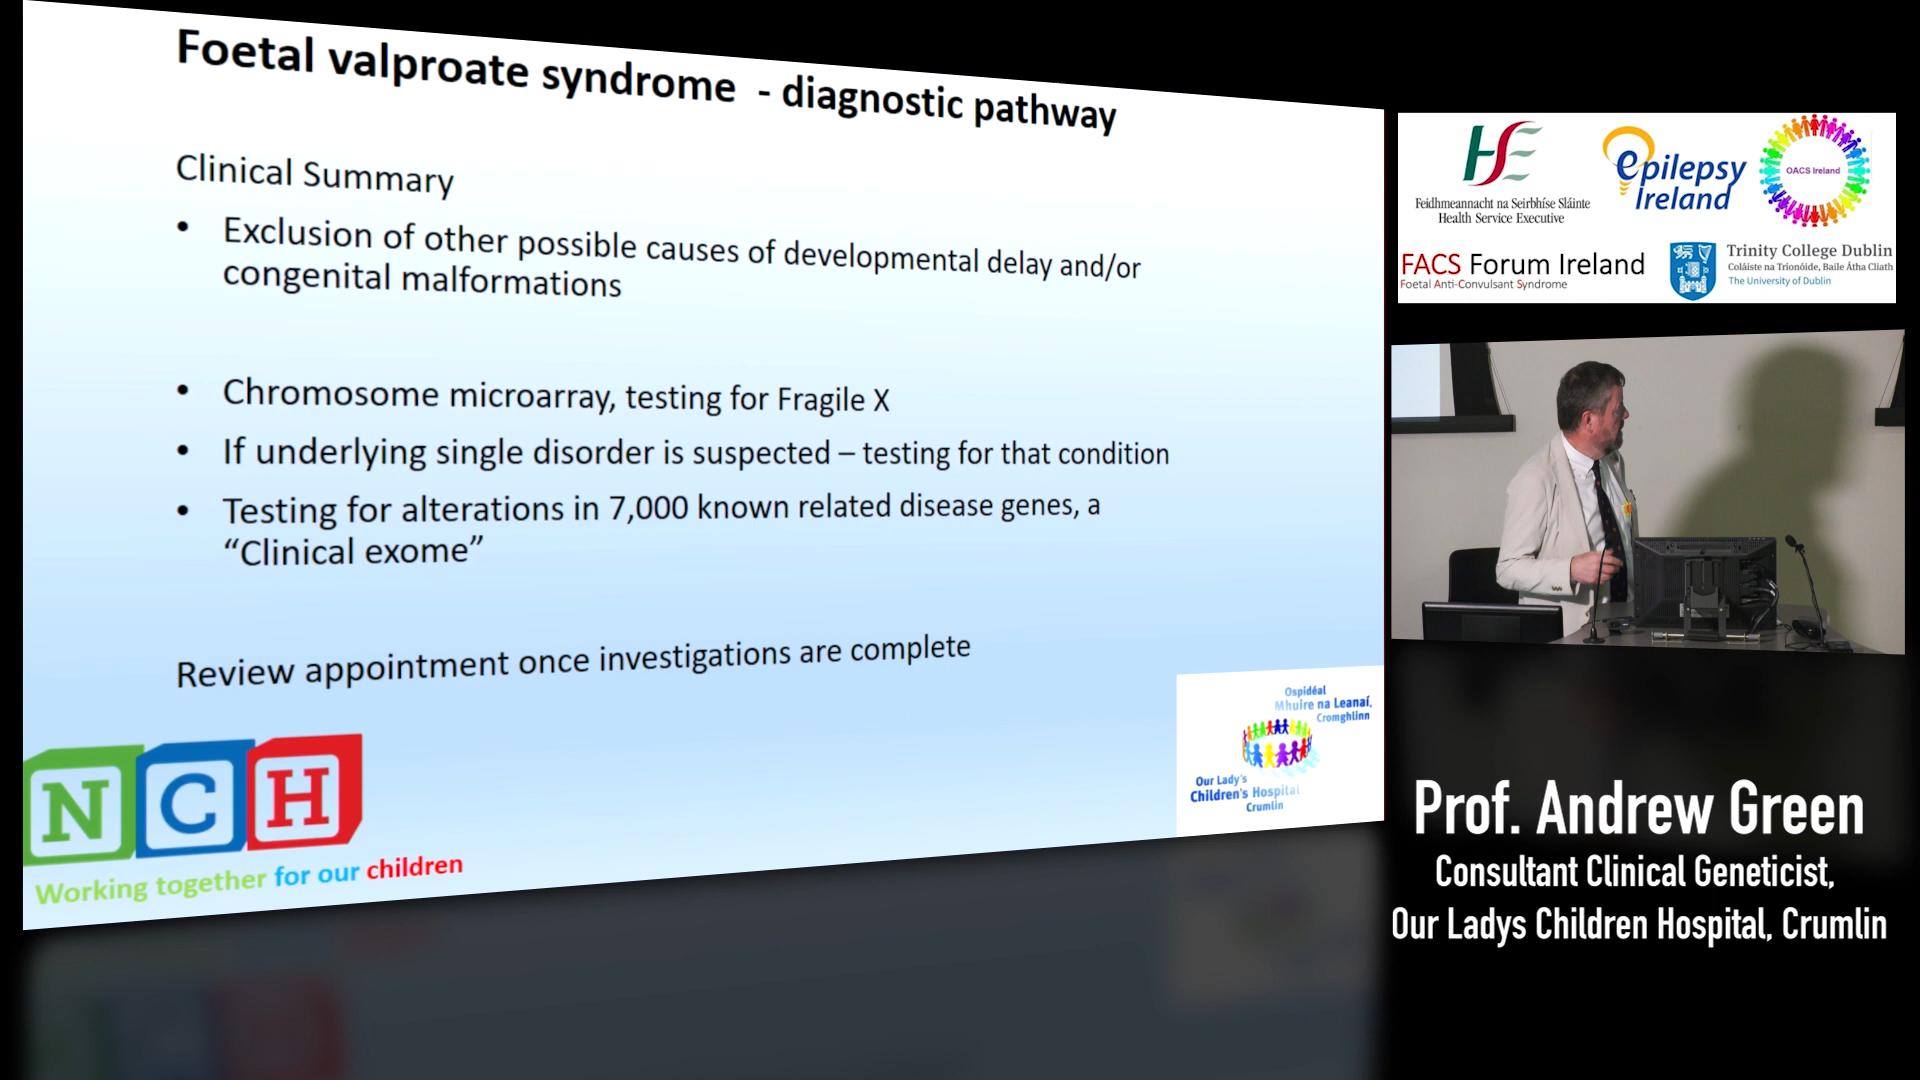 Foetal valproate syndrome - diagnostic pathway
Clinical Summary
• Exclusion of other possible causes of developmental delay and/or
congenital malformations
• Chromosome microarray, testing for Fragile X
• If underlying single disorder is suspected – testing for that condition
• Testing for alterations in 7,000 known related disease genes, a
“Clinical exome”
Review appointment once investigations are complete
NCH
Working together for our children
Ospidéal
Mhuire na Leanaí,
Cromghlinn
Our Lady's
Children's Hospital
Crumlin
HSE
Feidhmeannacht na Seirbhíse Sláinte
Health Service Executive
epilepsy
Ireland
OACS Ireland
FACS Forum Ireland
Foetal Anti-Convulsant Syndrome
Trinity College Dublin
Coláiste na Tríonóide, Baile Átha Cliath
The University of Dublin
Prof. Andrew Green
Consultant Clinical Geneticist,
Our Ladys Children Hospital, Crumlin